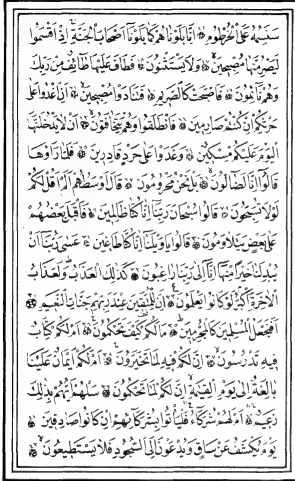 سَنَسِمُهُ عَلَى الْخُرْطُومِ ۞ اِنَّا بَلَوْنَاهُمْ كَمَا بَلَوْنَٓا اَصْحَابَ الْجَنَّةِ اِذْ اَقْسَمُوا
لَيَصْرِمُنَّهَا مُصْبِحٖينَ ۞ وَلَا يَسْتَثْنُونَ ۞ فَطَافَ عَلَيْهَا طَٓائِفٌ مِنْ رَبِّكَ
وَهُمْ نَٓائِمُونَ ۞ فَاَصْبَحَتْ كَالصَّرٖيمِ ۞ فَتَنَادَوْا مُصْبِحٖينَ ۞ اَنِ اغْدُوا عَلٰى
حَرْثِكُمْ اِنْ كُنْتُمْ صَارِمٖينَ ۞ فَانْطَلَقُوا وَهُمْ يَتَخَافَتُونَ ۞ اَنْ لَا يَدْخُلَنَّهَا
الْيَوْمَ عَلَيْكُمْ مِسْكٖينٌ ۞ وَغَدَوْا عَلٰى حَرْدٍ قَادِرٖينَ ۞ فَلَمَّا رَاَوْهَا
قَالُٓوا اِنَّا لَضَٓالُّونَ ۞ بَلْ نَحْنُ مَحْرُومُونَ ۞ قَالَ اَوْسَطُهُمْ اَلَمْ اَقُلْ لَكُمْ
لَوْلَا تُسَبِّحُونَ ۞ قَالُوا سُبْحَانَ رَبِّنَٓا اِنَّا كُنَّا ظَالِمٖينَ ۞ فَاَقْبَلَ بَعْضُهُمْ
عَلٰى بَعْضٍ يَتَلَاوَمُونَ ۞ قَالُوا يَا وَيْلَنَٓا اِنَّا كُنَّا طَاغٖينَ ۞ عَسٰى رَبُّنَٓا اَنْ
يُبْدِلَنَا خَيْرًا مِنْهَٓا اِنَّٓا اِلٰى رَبِّنَا رَاغِبُونَ ۞ كَذٰلِكَ الْعَذَابُ وَلَعَذَابُ
الْاٰخِرَةِ اَكْبَرُ لَوْ كَانُوا يَعْلَمُونَ ۞ اِنَّ لِلْمُتَّقٖينَ عِنْدَ رَبِّهِمْ جَنَّاتِ النَّعٖيمِ ۞
اَفَنَجْعَلُ الْمُسْلِمٖينَ كَالْمُجْرِمٖينَ ۞ مَا لَكُمْ كَيْفَ تَحْكُمُونَ ۞ اَمْ لَكُمْ كِتَابٌ
فٖيهِ تَدْرُسُونَ ۞ اِنَّ لَكُمْ فٖيهِ لَمَا تَخَيَّرُونَ ۞ اَمْ لَكُمْ اَيْمَانٌ عَلَيْنَا
بَالِغَةٌ اِلٰى يَوْمِ الْقِيٰمَةِ اِنَّ لَكُمْ لَمَا تَحْكُمُونَ ۞ سَلْهُمْ اَيُّهُمْ بِذٰلِكَ
زَعٖيمٌ ۞ اَمْ لَهُمْ شُرَكَٓاءُ فَلْيَأْتُوا بِشُرَكَٓائِهِمْ اِنْ كَانُوا صَادِقٖينَ ۞
يَوْمَ يُكْشَفُ عَنْ سَاقٍ وَيُدْعَوْنَ اِلَى السُّجُودِ فَلَا يَسْتَطٖيعُونَ ۞